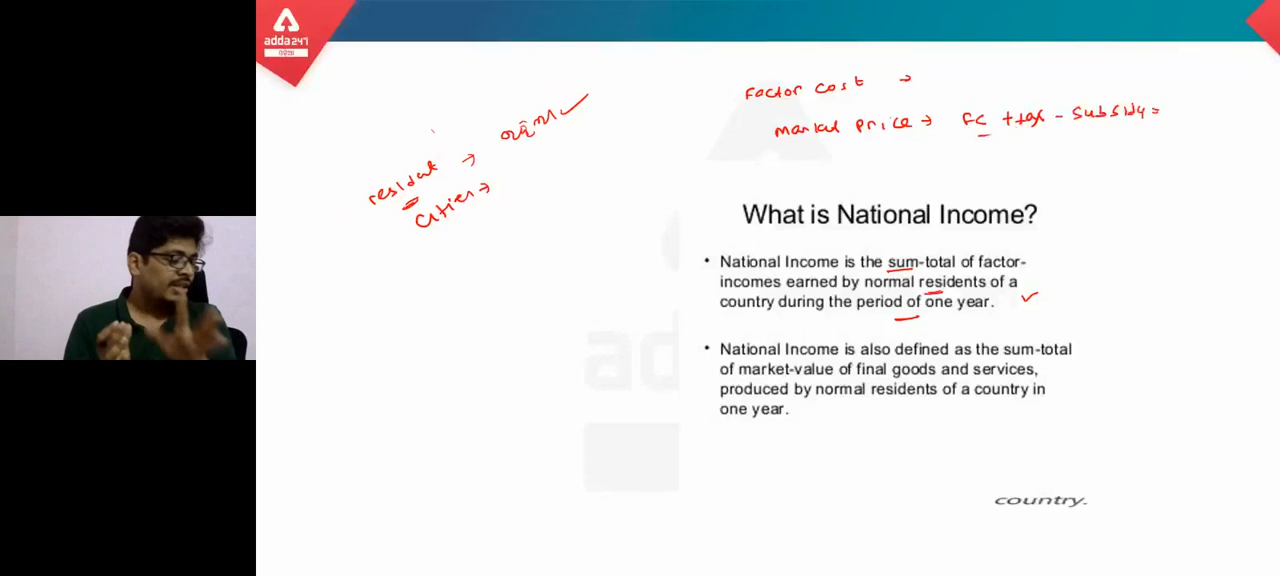 adda247
ଓଡ଼ିଆ
Factor cost →
market price → FC + tax - subsidy =
resident →
citizen →
What is National Income?
• National Income is the sum-total of factor-
incomes earned by normal residents of a
country during the period of one year.
• National Income is also defined as the sum-total
of market-value of final goods and services,
produced by normal residents of a country in
one year.
country.